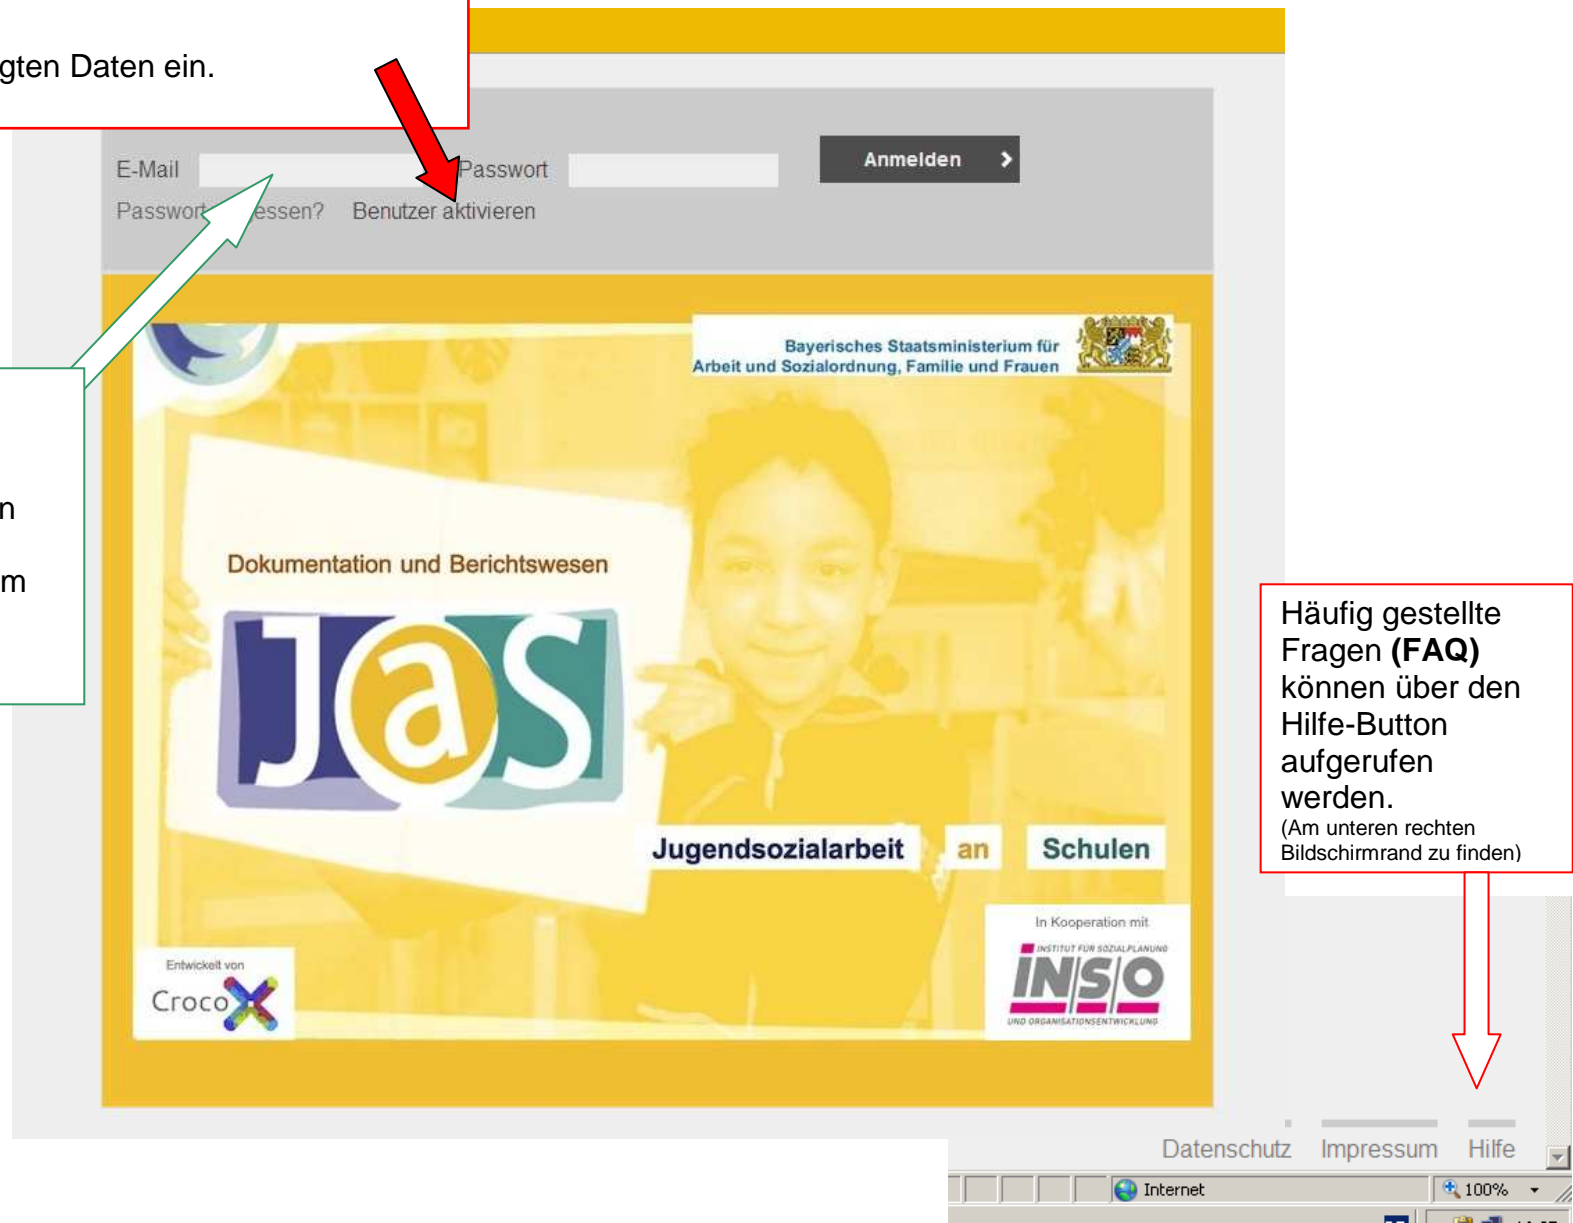 gten Daten ein.
E-Mail
Passwort
Anmelden
Passwort
essen?
Benutzer aktivieren
Bayerisches Staatsministerium für
Arbeit und Sozialordnung, Familie und Frauen
n
m
Dokumentation und Berichtswesen
JaS
Jugendsozialarbeit an Schulen
Häufig gestellte
Fragen (FAQ)
können über den
Hilfe-Button
aufgerufen
werden.
(Am unteren rechten
Bildschirmrand zu finden)
In Kooperation mit
INSTITUT FÜR SOZIALPLANUNG
INSO
UND ORGANISATIONSENTWICKLUNG
Entwickelt von
CrocoX
Datenschutz Impressum Hilfe
Internet
100%